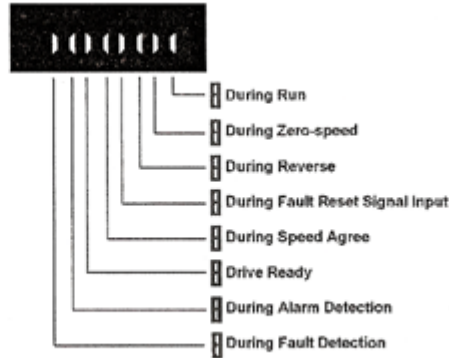 During Run
During Zero-speed
During Reverse
During Fault Reset Signal Input
During Speed Agree
Drive Ready
During Alarm Detection
During Fault Detection